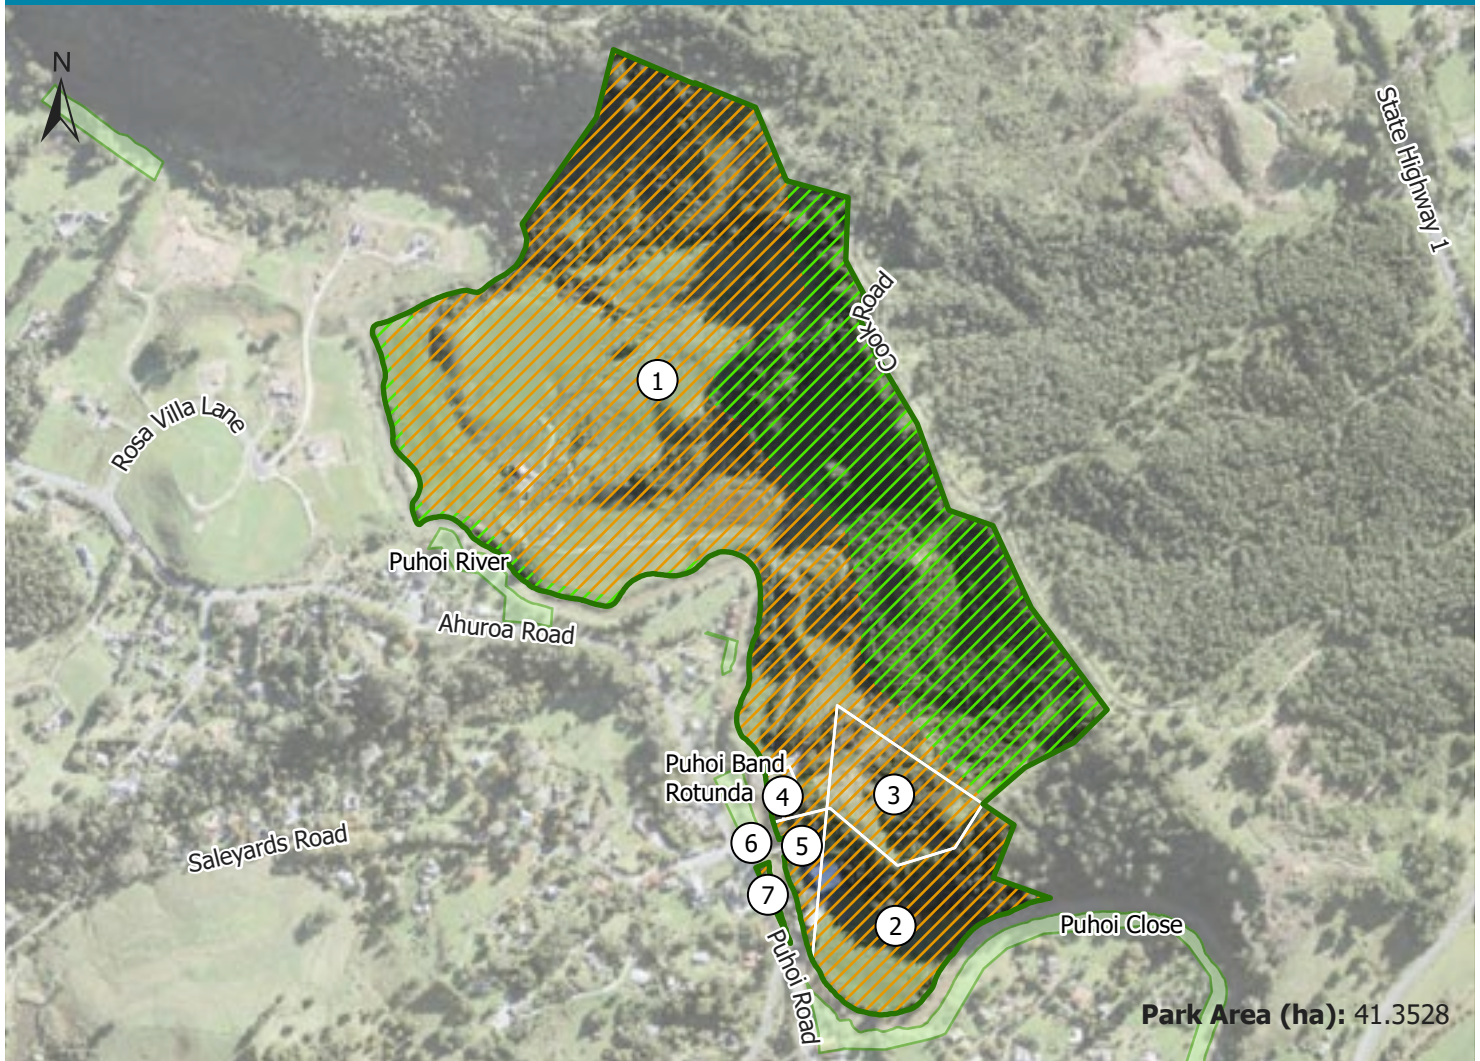 N
State Highway 1
Cook Road
1
Rosa Villa Lane
Puhoi River
Ahuroa Road
Puhoi Band
Rotunda
4
3
Saleyards Road
6
5
7
2
Puhoi Close
Puhoi Road
Park Area (ha): 41.3528